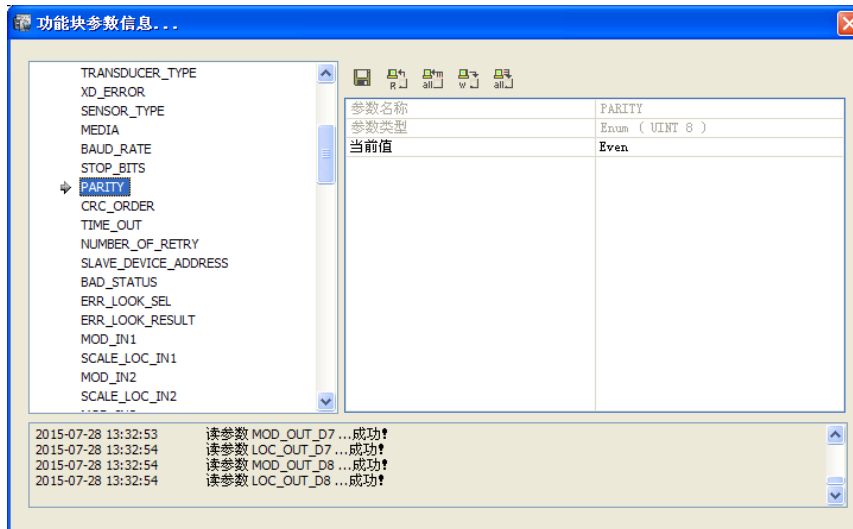 功能块参数信息...
TRANSDUCER_TYPE
XD_ERROR
SENSOR_TYPE
MEDIA
BAUD_RATE
STOP_BITS
PARITY
CRC_ORDER
TIME_OUT
NUMBER_OF_RETRY
SLAVE_DEVICE_ADDRESS
BAD_STATUS
ERR_LOOK_SEL
ERR_LOOK_RESULT
MOD_IN1
SCALE_LOC_IN1
MOD_IN2
SCALE_LOC_IN2
R all w all
参数名称 PARITY
参数类型 Enum ( UINT 8 )
当前值 Even
2015-07-28 13:32:53 读参数 MOD_OUT_D7 ...成功!
2015-07-28 13:32:54 读参数 LOC_OUT_D7 ...成功!
2015-07-28 13:32:54 读参数 MOD_OUT_D8 ...成功!
2015-07-28 13:32:54 读参数 LOC_OUT_D8 ...成功!